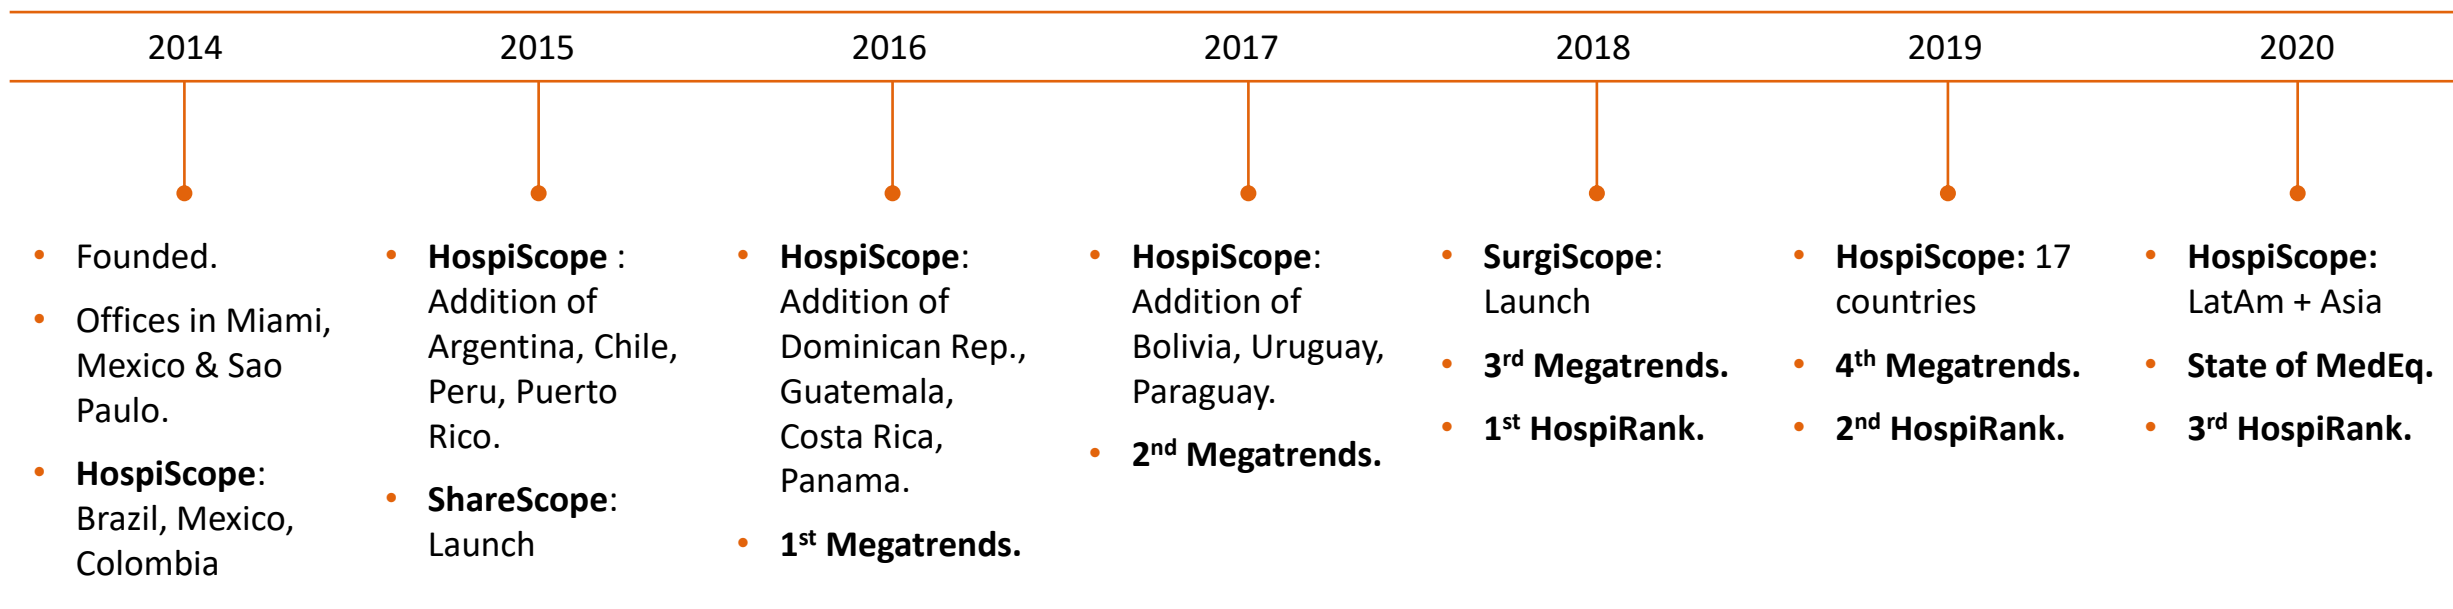 2014
2015
2016
2017
2018
2019
2020
• Founded.
• Offices in Miami,
Mexico & Sao
Paulo.
• HospiScope:
Brazil, Mexico,
Colombia
• HospiScope :
Addition of
Argentina, Chile,
Peru, Puerto
Rico.
• ShareScope:
Launch
• HospiScope:
Addition of
Dominican Rep.,
Guatemala,
Costa Rica,
Panama.
• 1st Megatrends.
• HospiScope:
Addition of
Bolivia, Uruguay,
Paraguay.
• 2nd Megatrends.
• SurgiScope:
Launch
• 3rd Megatrends.
• 1st HospiRank.
• HospiScope: 17
countries
• 4th Megatrends.
• 2nd HospiRank.
• HospiScope:
LatAm + Asia
• State of MedEq.
• 3rd HospiRank.